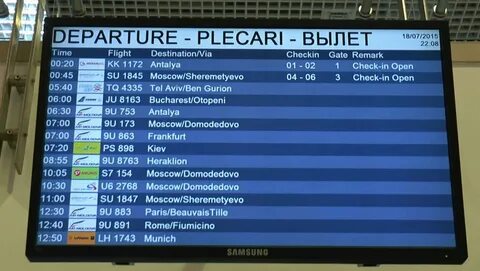 DEPARTURE - PLECARI - ВЫЛЕТ 18/07/2015
22:08
Time Flight Destination/Via Checkin Gate Remark
00:20 KK 1172 Antalya 01 - 02 1 Check-in Open
00:45 SU 1845 Moscow/Sheremetyevo 04 - 06 3 Check-in Open
05:40 TQ 4335 Tel Aviv/Ben Gurion
06:00 JU 8163 Bucharest/Otopeni
06:30 9U 753 Antalya
07:00 9U 173 Moscow/Domodedovo
07:10 9U 863 Frankfurt
07:20 PS 898 Kiev
08:55 9U 8763 Heraklion
10:05 S7 154 Moscow/Domodedovo
10:30 U6 2768 Moscow/Domodedovo
11:00 SU 1847 Moscow/Sheremetyevo
12:30 9U 883 Paris/BeauvaisTille
12:40 9U 891 Rome/Fiumicino
12:50 LH 1743 Munich
SAMSUNG